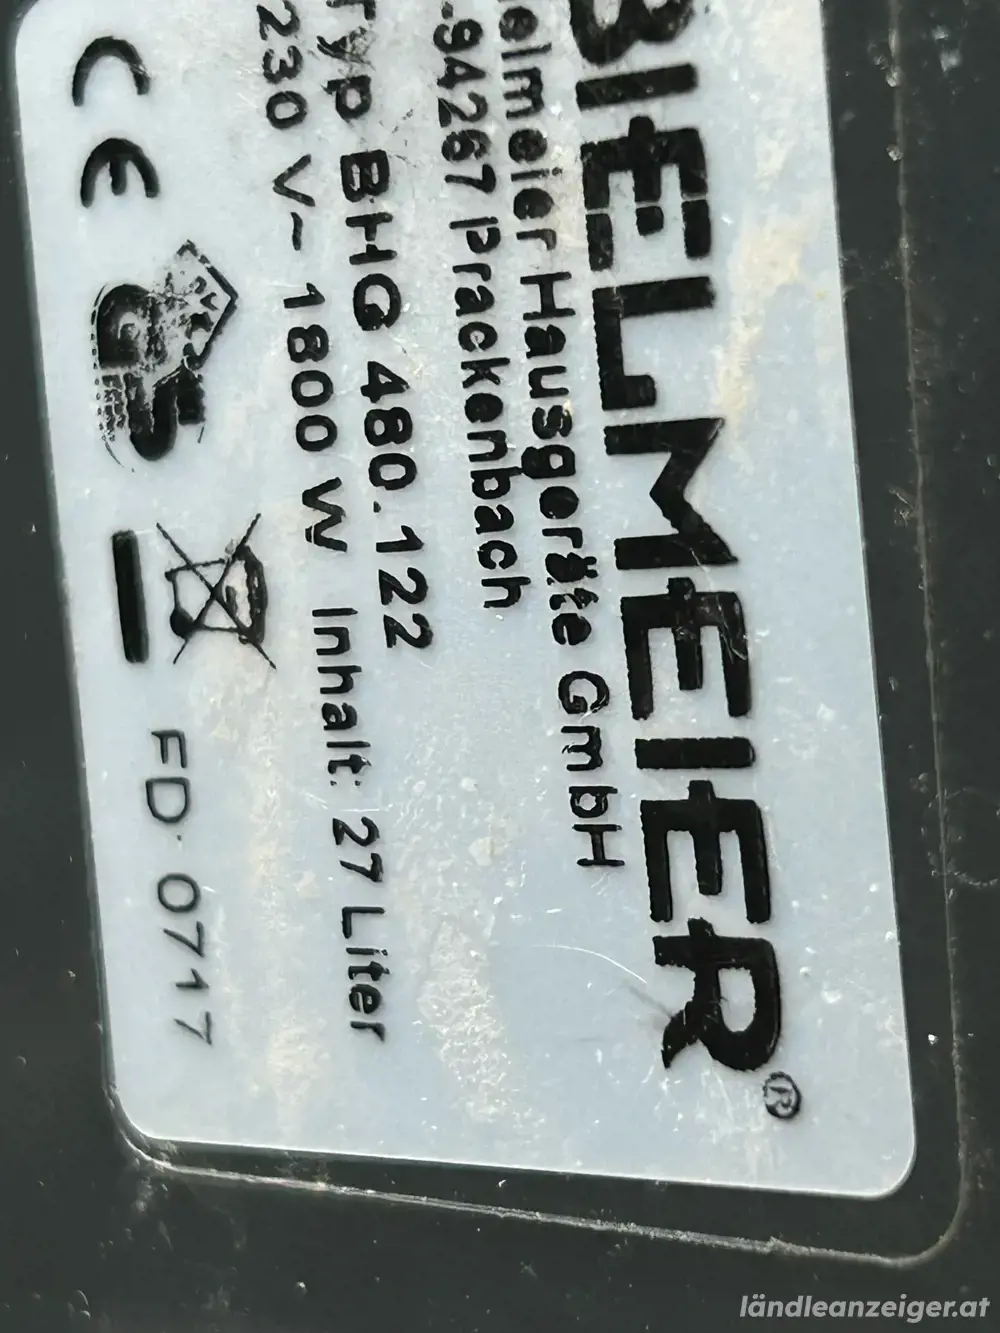 BIELMEIER®
elmeier Hausgeräte GmbH
-94267 Prackenbach
Typ BHG 480.122
230 V~ 1800 W Inhalt: 27 Liter
CE GS
FD: 0717
ländleanzeiger.at